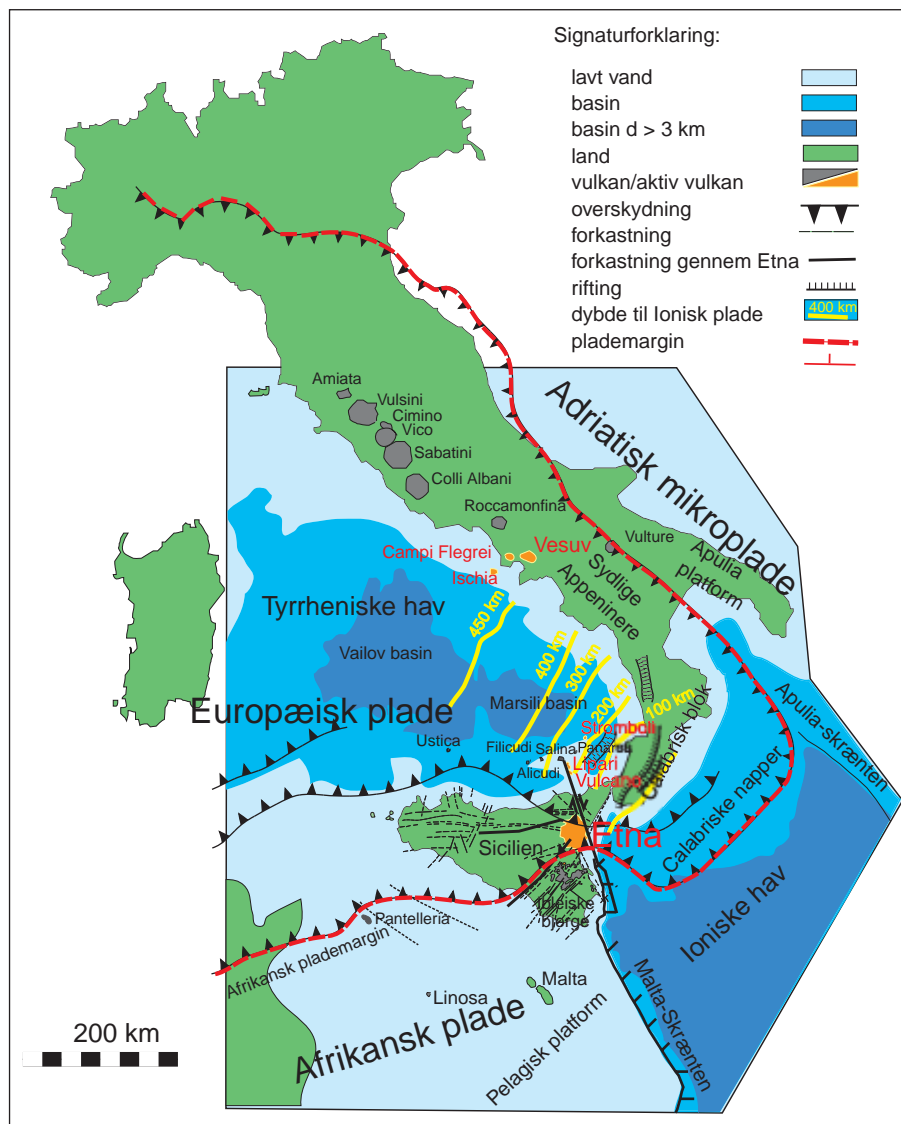 Signaturforklaring:
lavt vand
basin
basin d > 3 km
land
vulkan/aktiv vulkan
overskydning
forkastning
forkastning gennem Etna
rifting
dybde til Ionisk plade
400 km
plademargin
Amiata
Vulsini
Cimino
Vico
Sabatini
Colli Albani
Roccamonfina
Adriatisk mikroplade
Campi Flegrei
Vesuv
Vulture
Ischia
Apulia
platform
Sydlige
Appeninere
Tyrrheniske hav
450 km
400 km
300 km
200 km
100 km
Vailov basin
Marsili basin
Europæisk plade
Apulia-skrænten
Ustica
Filicudi
Salina
Stromboli
Alicudi
Lipari
Vulcano
Calabrisk blok
Calabriske napper
Sicilien
Etna
Ibleiske
bjerge
Ioniske hav
Pantelleria
Afrikansk plademargin
Malta
Linosa
Afrikansk plade
Pelagisk platform
Malta-Skrænten
200 km